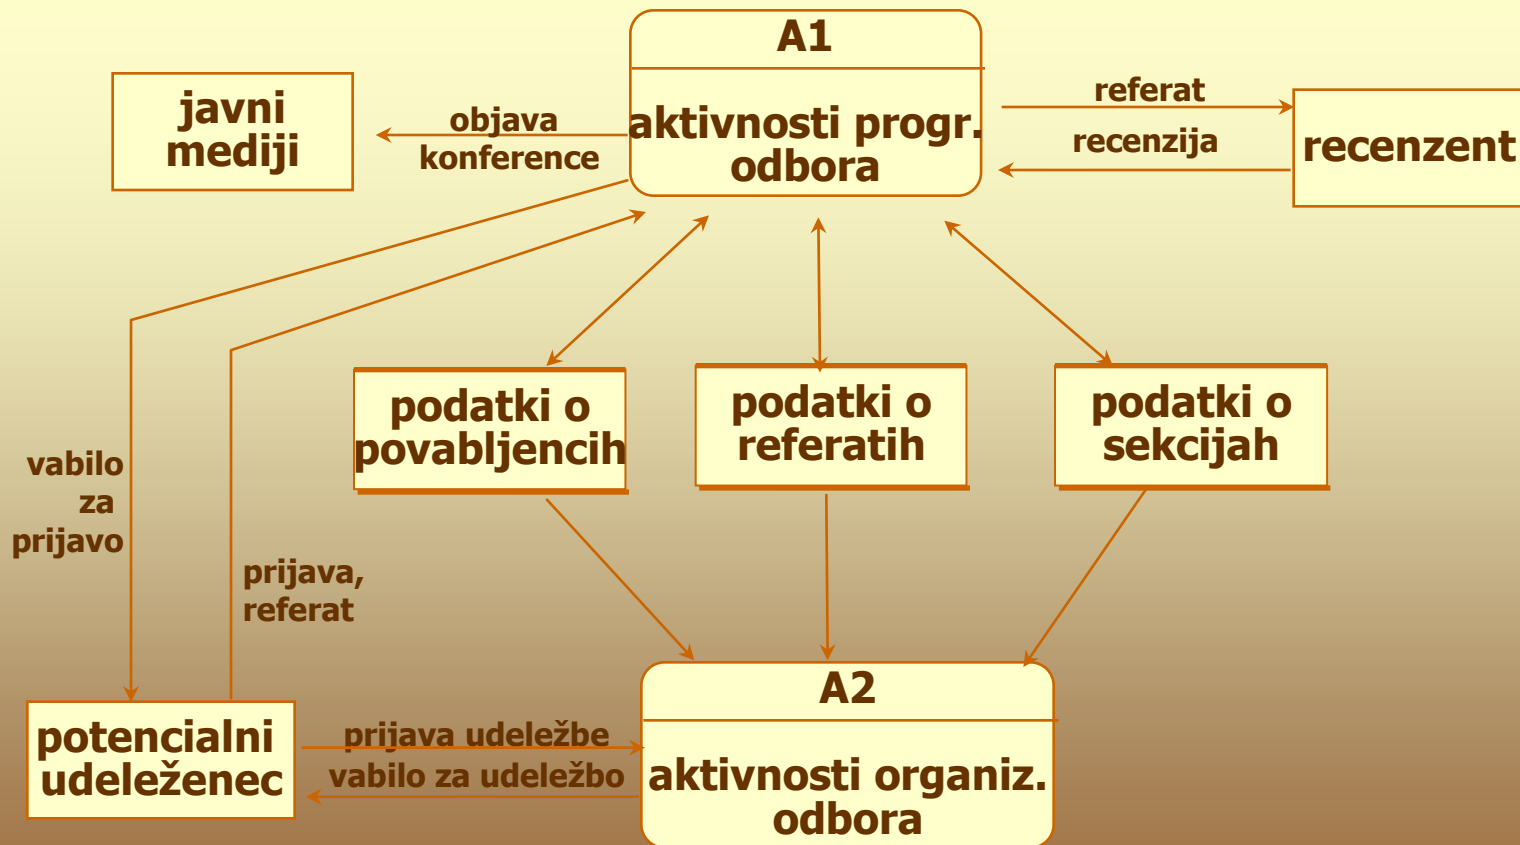 A1
aktivnosti progr.
odbora
javni
mediji
objava
konference
referat
recenzija
recenzent
podatki o
povabljencih
podatki o
referatih
podatki o
sekcijah
vabilo
za
prijavo
prijava,
referat
A2
aktivnosti organiz.
odbora
potencialni
udeleženec
prijava udeležbe
vabilo za udeležbo